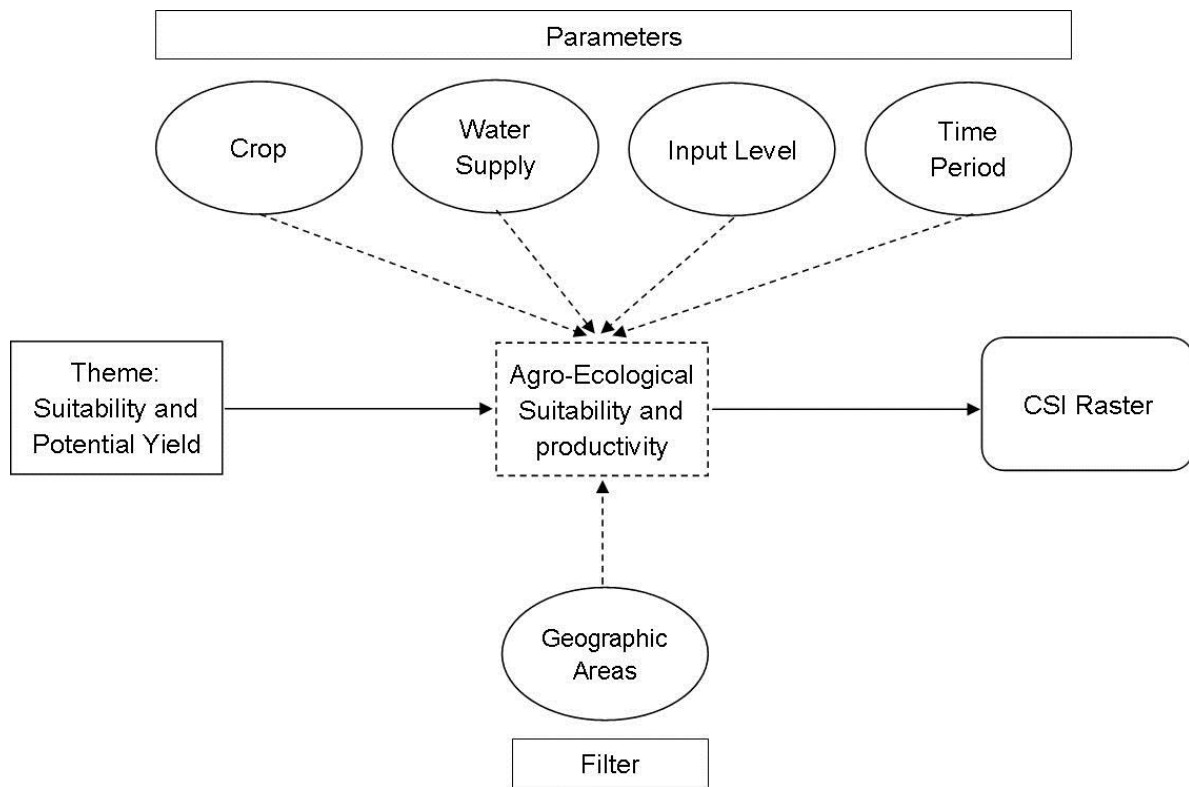 Parameters
Crop
Water
Supply
Input Level
Time
Period
Theme:
Suitability and
Potential Yield
Agro-Ecological
Suitability and
productivity
CSI Raster
Geographic
Areas
Filter